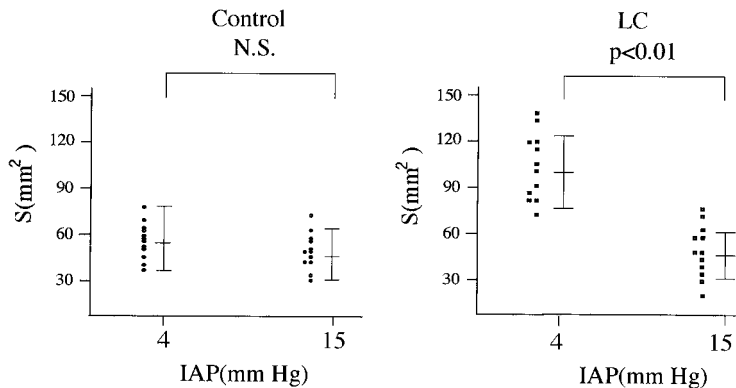 Control
N.S.
S(mm²)
150
120
90
60
30
4
15
IAP(mm Hg)
LC
p<0.01
S(mm²)
150
120
90
60
30
4
15
IAP(mm Hg)